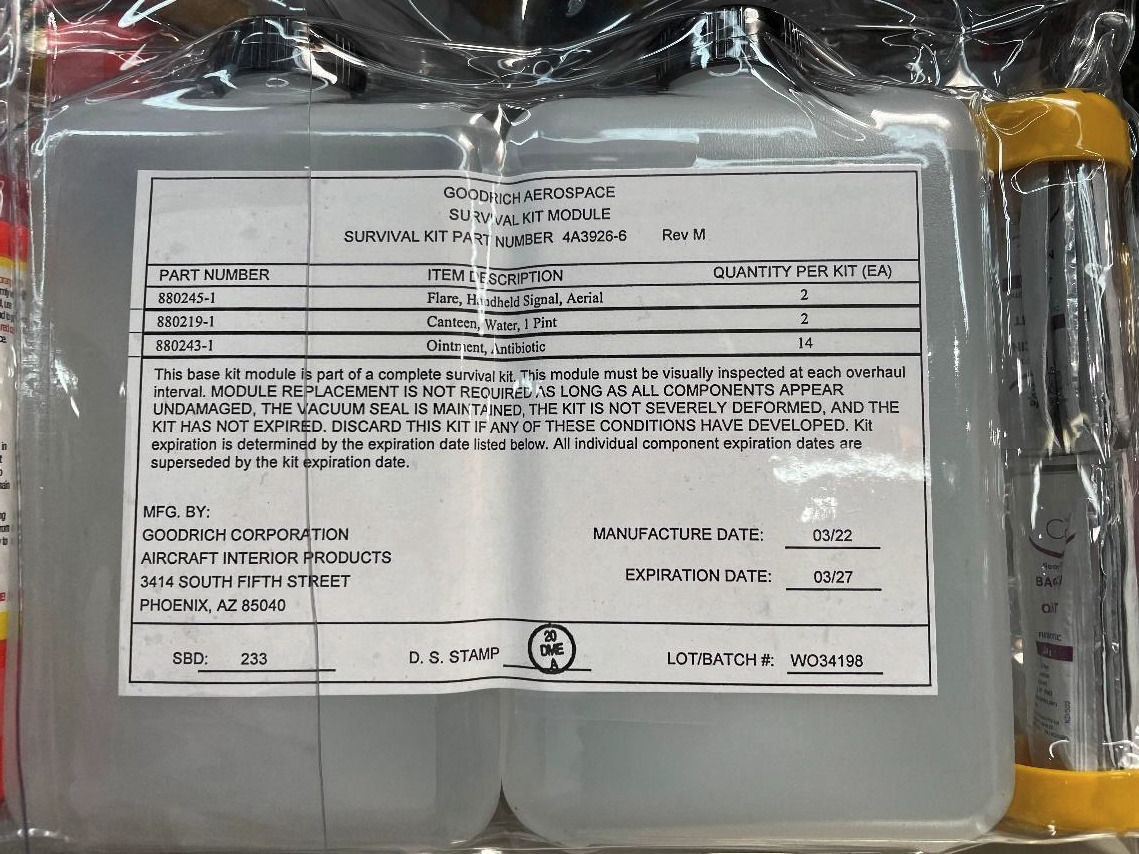 GOODRICH AEROSPACE
SURVIVAL KIT MODULE
SURVIVAL KIT PART NUMBER 4A3926-6 Rev M
PART NUMBER ITEM DESCRIPTION QUANTITY PER KIT (EA)
880245-1 Flare, Handheld Signal, Aerial 2
880219-1 Canteen, Water, 1 Pint 2
880243-1 Ointment, Antibiotic 14
This base kit module is part of a complete survival kit. This module must be visually inspected at each overhaul
interval. MODULE REPLACEMENT IS NOT REQUIRED AS LONG AS ALL COMPONENTS APPEAR
UNDAMAGED, THE VACUUM SEAL IS MAINTAINED, THE KIT IS NOT SEVERELY DEFORMED, AND THE
KIT HAS NOT EXPIRED. DISCARD THIS KIT IF ANY OF THESE CONDITIONS HAVE DEVELOPED. Kit
expiration is determined by the expiration date listed below. All individual component expiration dates are
superseded by the kit expiration date.
MFG. BY:
GOODRICH CORPORATION
AIRCRAFT INTERIOR PRODUCTS
3414 SOUTH FIFTH STREET
PHOENIX, AZ 85040
MANUFACTURE DATE: 03/22
EXPIRATION DATE: 03/27
SBD: 233 D. S. STAMP 20 DME A LOT/BATCH #: WO34198